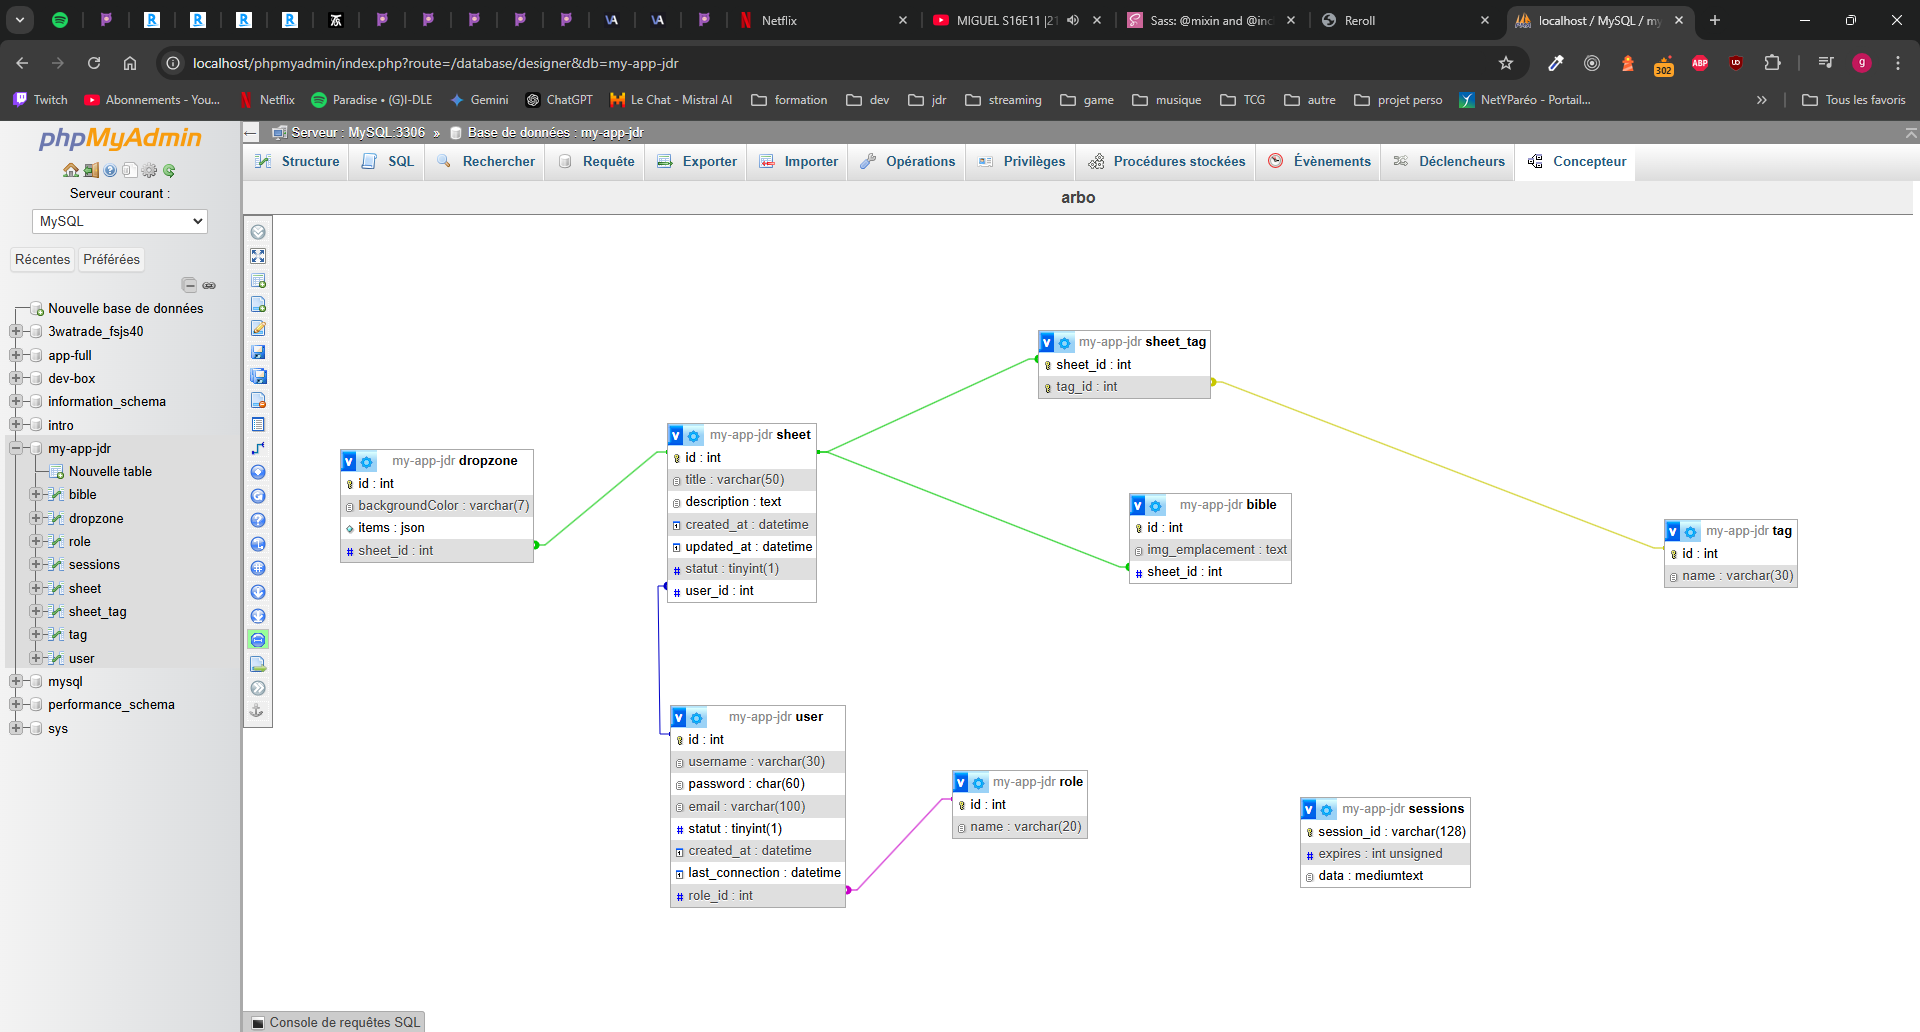 Netflix
MIGUEL S16E11 |21
Sass: @mixin and @inc
Reroll
localhost / MySQL / my
localhost/phpmyadmin/index.php?route=/database/designer&db=my-app-jdr
302
ABP
g
Twitch
Abonnements - You...
Netflix
Paradise • (G)I-DLE
Gemini
ChatGPT
Le Chat - Mistral AI
formation
dev
jdr
streaming
game
musique
TCG
autre
projet perso
NetYParéo - Portail...
Tous les favoris
phpMyAdmin
Serveur courant :
MySQL
Récentes
Préférées
Nouvelle base de données
3watrade_fsjs40
app-full
dev-box
information_schema
intro
my-app-jdr
Nouvelle table
bible
dropzone
role
sessions
sheet
sheet_tag
tag
user
mysql
performance_schema
sys
Serveur : MySQL:3306 » Base de données : my-app-jdr
Structure
SQL
Rechercher
Requête
Exporter
Importer
Opérations
Privilèges
Procédures stockées
Évènements
Déclencheurs
Concepteur
arbo
my-app-jdr sheet_tag
sheet_id : int
tag_id : int
my-app-jdr sheet
id : int
title : varchar(50)
description : text
created_at : datetime
updated_at : datetime
statut : tinyint(1)
user_id : int
my-app-jdr dropzone
id : int
backgroundColor : varchar(7)
items : json
sheet_id : int
my-app-jdr bible
id : int
img_emplacement : text
sheet_id : int
my-app-jdr tag
id : int
name : varchar(30)
my-app-jdr user
id : int
username : varchar(30)
password : char(60)
email : varchar(100)
statut : tinyint(1)
created_at : datetime
last_connection : datetime
role_id : int
my-app-jdr role
id : int
name : varchar(20)
my-app-jdr sessions
session_id : varchar(128)
expires : int unsigned
data : mediumtext
Console de requêtes SQL